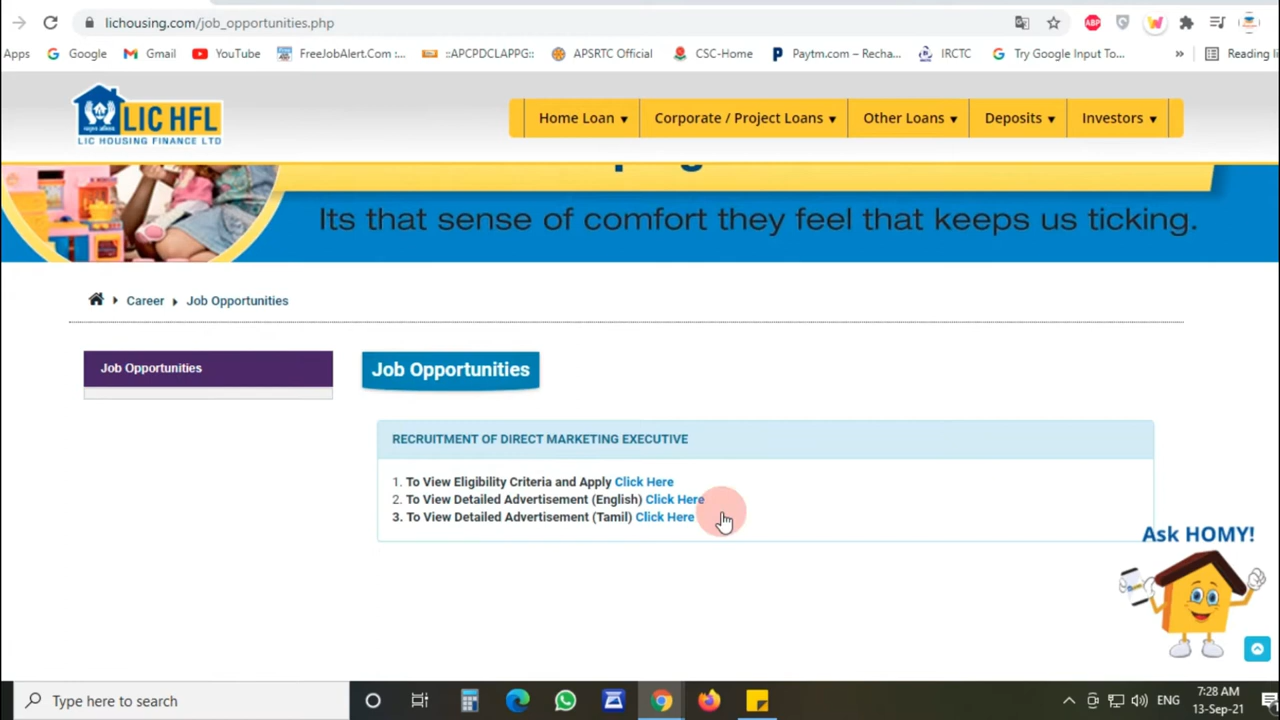 lichousing.com/job_opportunities.php
ABP
Apps Google Gmail YouTube FreeJobAlert.Com :... ::APCPDCLAPPG:: APSRTC Official CSC-Home Paytm.com – Recha... IRCTC Try Google Input To... » Reading li
LIC HFL
LIC HOUSING FINANCE LTD
Home Loan ▾ Corporate / Project Loans ▾ Other Loans ▾ Deposits ▾ Investors ▾
Its that sense of comfort they feel that keeps us ticking.
Career Job Opportunities
Job Opportunities
Job Opportunities
RECRUITMENT OF DIRECT MARKETING EXECUTIVE
1. To View Eligibility Criteria and Apply Click Here
2. To View Detailed Advertisement (English) Click Here
3. To View Detailed Advertisement (Tamil) Click Here
Ask HOMY!
Type here to search
ENG
7:28 AM
13-Sep-21